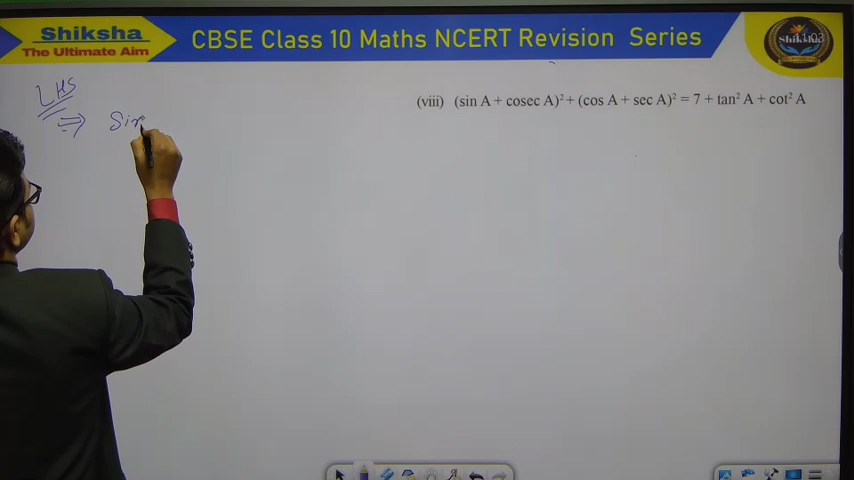 Shiksha
The Ultimate Aim
CBSE Class 10 Maths NCERT Revision Series
Shiksha
LHS
(viii) (sin A + cosec A)² + (cos A + sec A)² = 7 + tan² A + cot² A
⇒ Sin